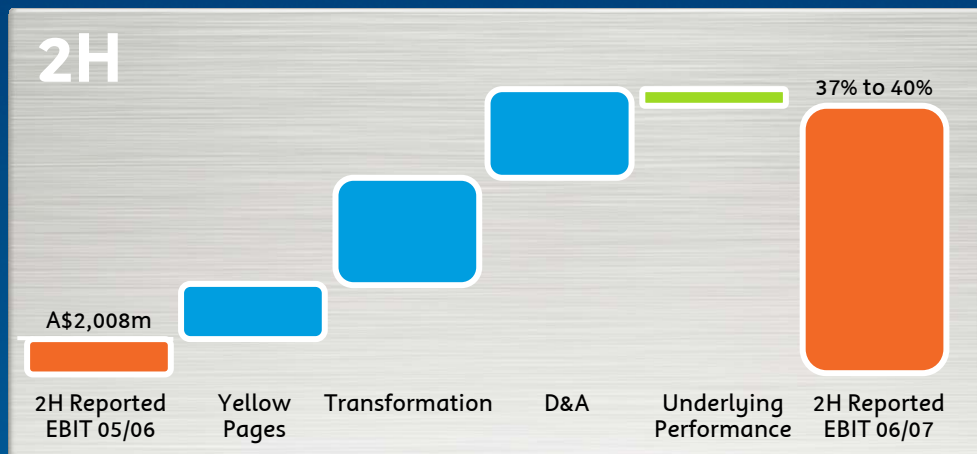 2H
37% to 40%
A$2,008m
2H Reported
EBIT 05/06
Yellow
Pages
Transformation
D&A
Underlying
Performance
2H Reported
EBIT 06/07